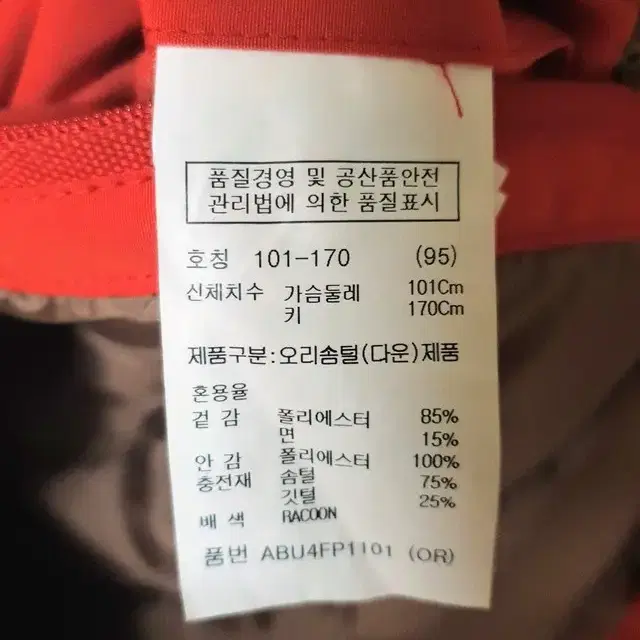 품질경영 및 공산품안전
관리법에 의한 품질표시
호칭 101-170 (95)
신체치수 가슴둘레 101Cm
키 170Cm
제품구분:오리솜털(다운)제품
혼용율
겉 감 폴리에스터 85%
면 15%
안 감 폴리에스터 100%
충전재 솜털 75%
깃털 25%
배 색 RACOON
품번 ABU4FP1101 (OR)